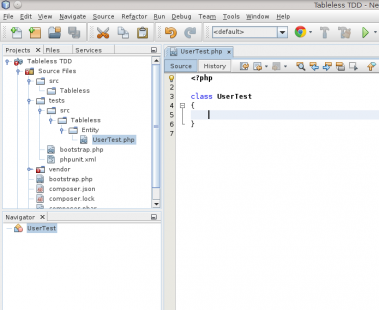 Tableless TDD - Ne
File Edit View Navigate Source Refactor Run Debug Team Tools Window Help
<default>
Projects Files Services
Tableless TDD
Source Files
src
Tableless
tests
src
Tableless
Entity
UserTest.php
bootstrap.php
phpunit.xml
vendor
bootstrap.php
composer.json
composer.lock
composer.phar
Navigator
UserTest
UserTest.php
Source History
<?php
2
3 class UserTest
4 {
5
6 }
7